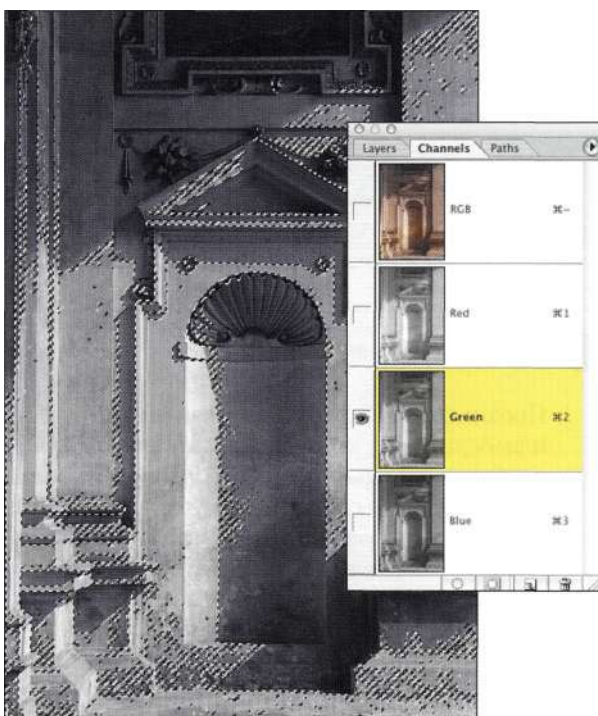 Layers Channels Paths
RGB ⌘~
Red ⌘1
Green ⌘2
Blue ⌘3